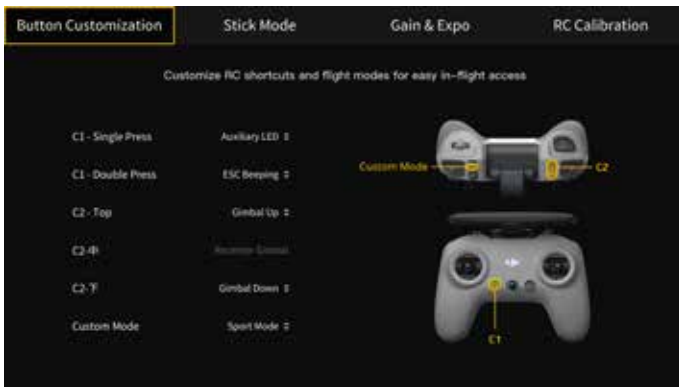 Button Customization
Stick Mode
Gain & Expo
RC Calibration
Customize RC shortcuts and flight modes for easy in-flight access
C1 - Single Press
Auxiliary LED
C1 - Double Press
ESC Beeping
C2 - Top
Gimbal Up
C2-中
Recenter Gimbal
C2-下
Gimbal Down
Custom Mode
Sport Mode
Custom Mode
C2
C1